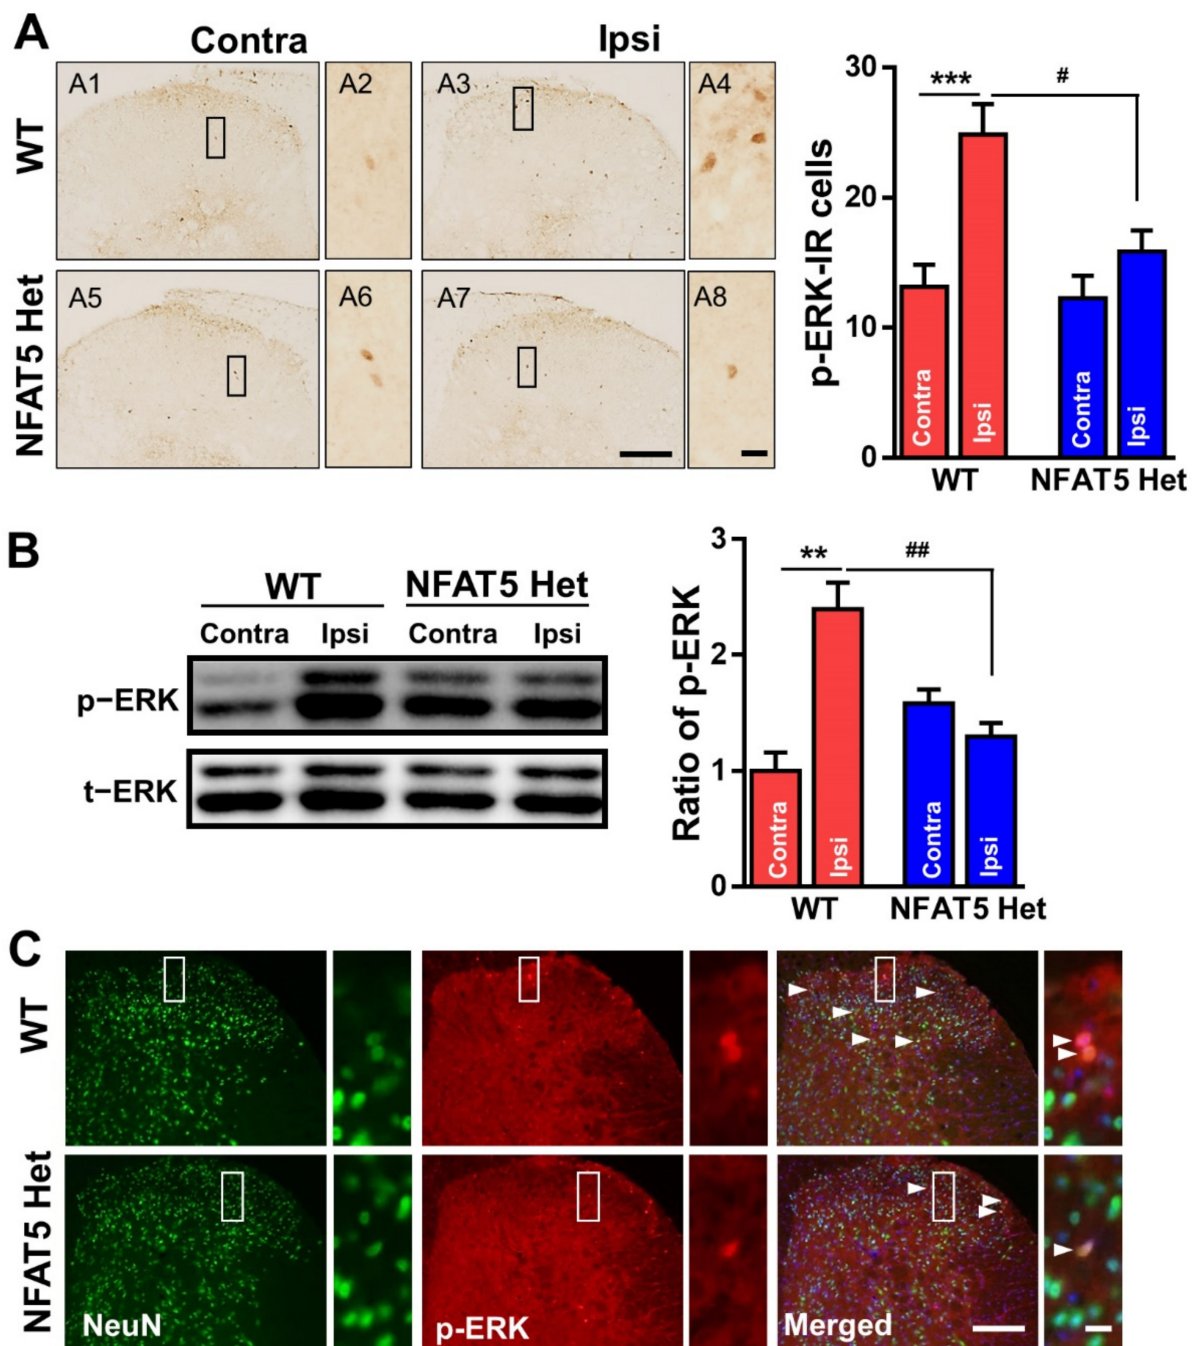 A
Contra
Ipsi
WT
A1
A2
A3
A4
NFAT5 Het
A5
A6
A7
A8
p-ERK-IR cells
30
20
10
0
***
#
Contra
Ipsi
Contra
Ipsi
WT
NFAT5 Het
B
WT
NFAT5 Het
Contra
Ipsi
Contra
Ipsi
p−ERK
t−ERK
Ratio of p-ERK
3
2
1
0
**
##
Contra
Ipsi
Contra
Ipsi
WT
NFAT5 Het
C
WT
NFAT5 Het
NeuN
p-ERK
Merged